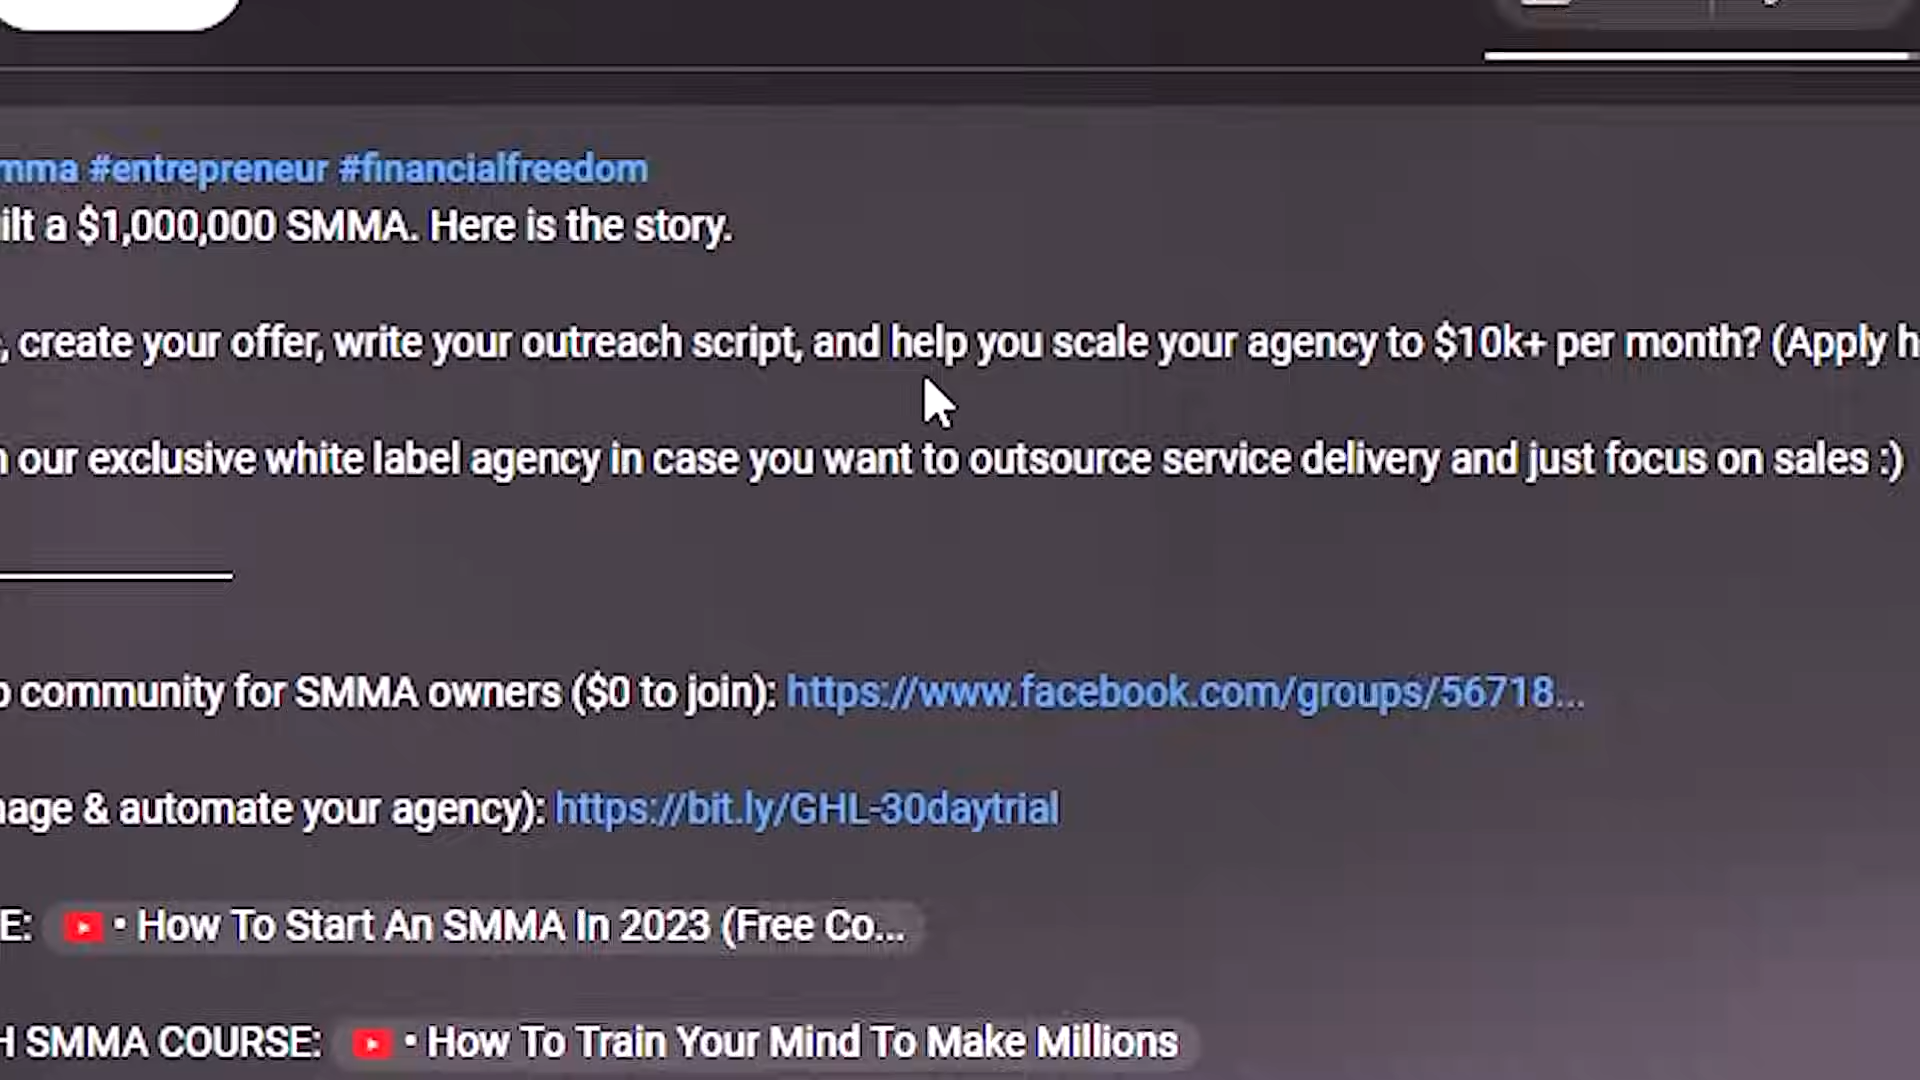 #entrepreneur #financialfreedom
a $1,000,000 SMMA. Here is the story.
, create your offer, write your outreach script, and help you scale your agency to $10k+ per month? (Apply
our exclusive white label agency in case you want to outsource service delivery and just focus on sales :)
community for SMMA owners ($0 to join): https://www.facebook.com/groups/56718...
& automate your agency): https://bit.ly/GHL-30daytrial
E: • How To Start An SMMA In 2023 (Free Co...
H SMMA COURSE: • How To Train Your Mind To Make Millions